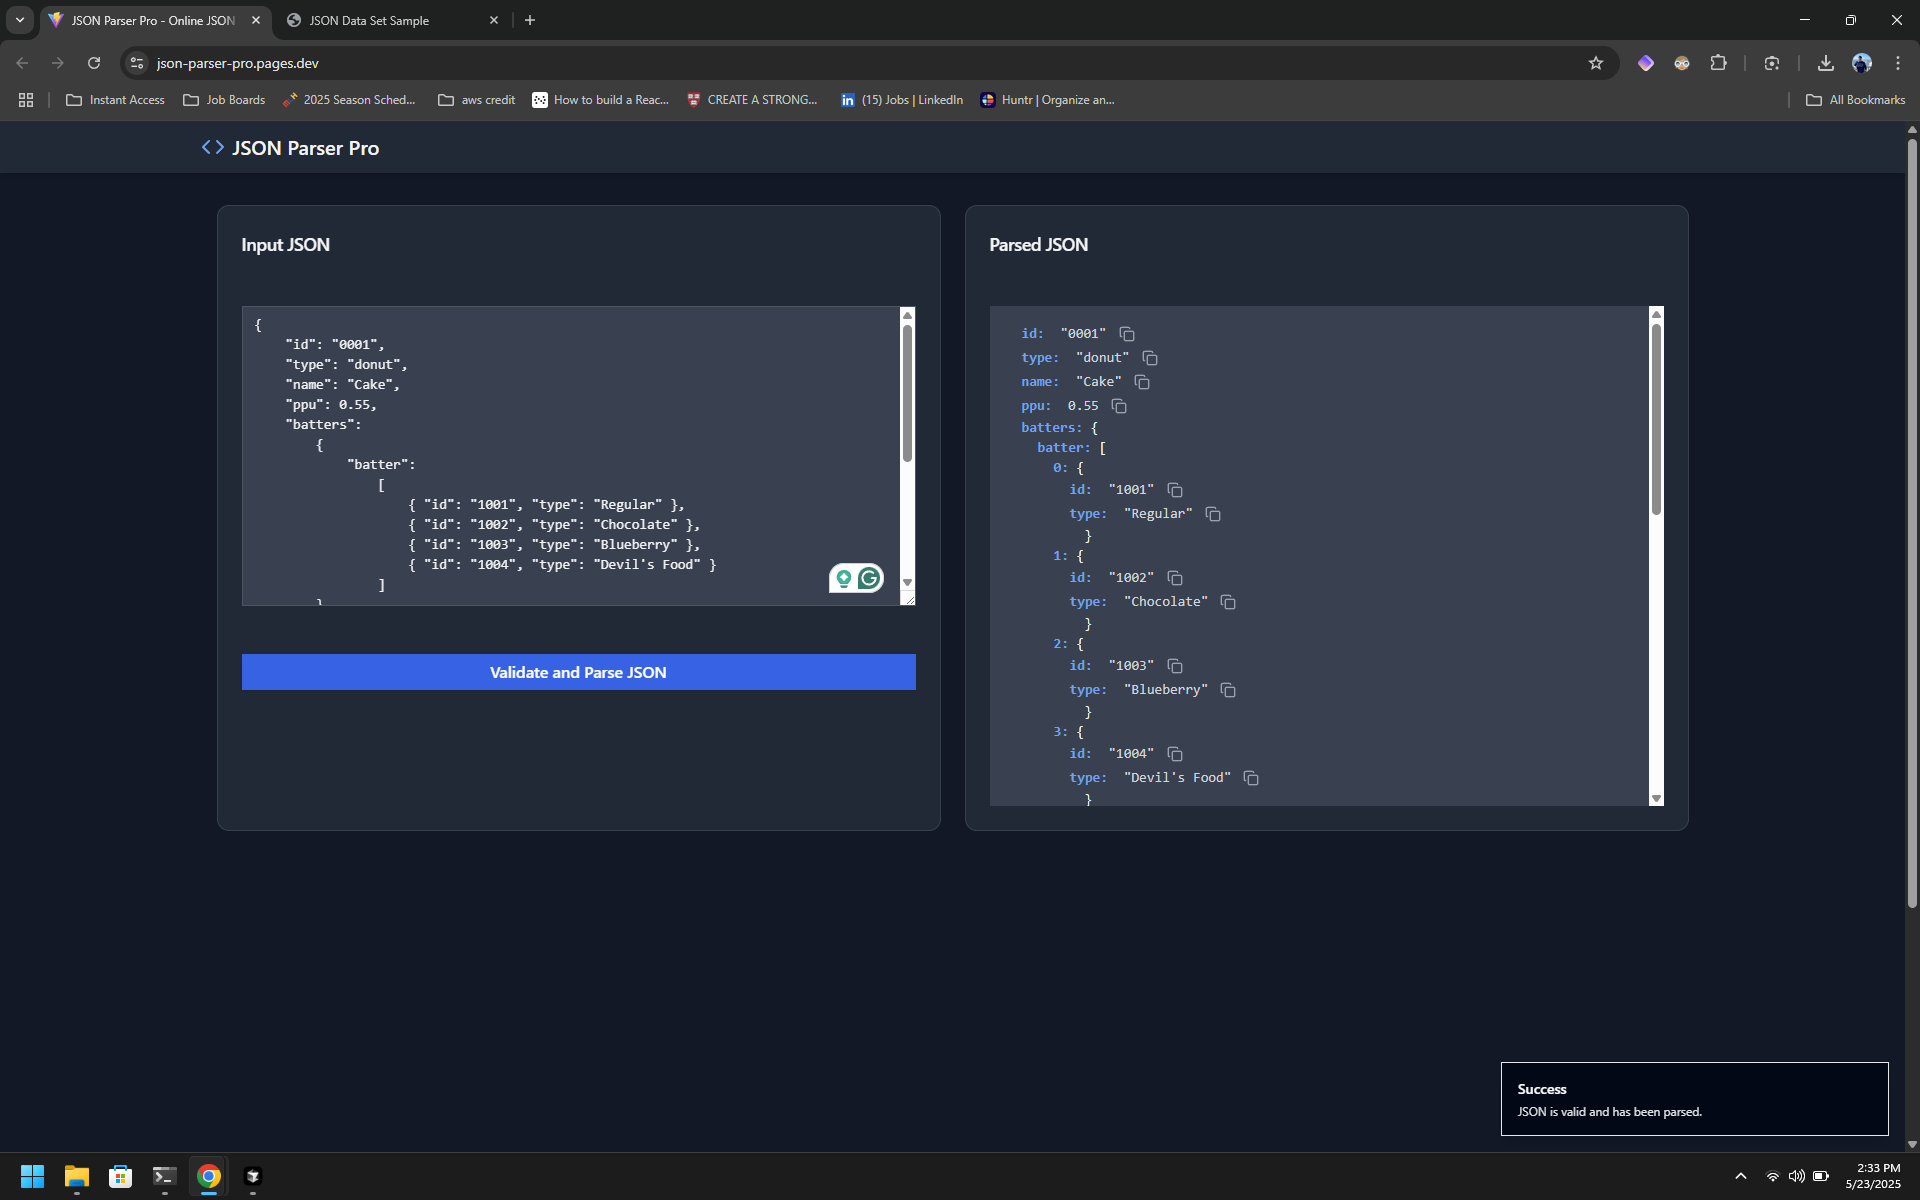 JSON Parser Pro - Online JSON
JSON Data Set Sample
json-parser-pro.pages.dev
Instant Access
Job Boards
2025 Season Sched...
aws credit
How to build a Reac...
CREATE A STRONG...
(15) Jobs | LinkedIn
Huntr | Organize an...
All Bookmarks
<> JSON Parser Pro
Input JSON
{
"id": "0001",
"type": "donut",
"name": "Cake",
"ppu": 0.55,
"batters":
{
"batter":
[
{ "id": "1001", "type": "Regular" },
{ "id": "1002", "type": "Chocolate" },
{ "id": "1003", "type": "Blueberry" },
{ "id": "1004", "type": "Devil's Food" }
]
}
Validate and Parse JSON
Parsed JSON
id: "0001"
type: "donut"
name: "Cake"
ppu: 0.55
batters: {
batter: [
0: {
id: "1001"
type: "Regular"
}
1: {
id: "1002"
type: "Chocolate"
}
2: {
id: "1003"
type: "Blueberry"
}
3: {
id: "1004"
type: "Devil's Food"
}
Success
JSON is valid and has been parsed.
2:33 PM
5/23/2025